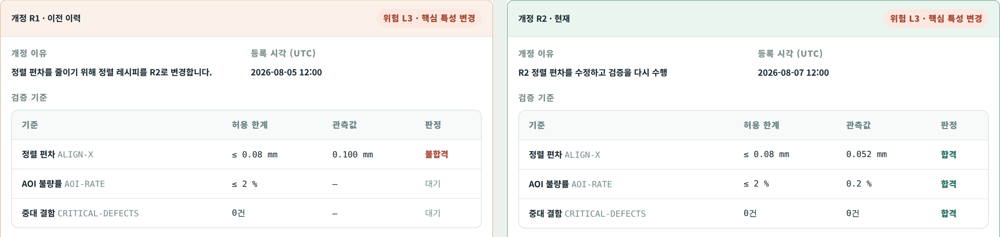 개정 R1 · 이전 이력
위험 L3 · 핵심 특성 변경
개정 이유
등록 시각 (UTC)
정렬 편차를 줄이기 위해 정렬 레시피를 R2로 변경합니다.
2026-08-05 12:00
검증 기준
기준 허용 한계 관측값 판정
정렬 편차 ALIGN-X ≤ 0.08 mm 0.100 mm 불합격
AOI 불량률 AOI-RATE ≤ 2 % – 대기
중대 결함 CRITICAL-DEFECTS 0건 – 대기
개정 R2 · 현재
위험 L3 · 핵심 특성 변경
개정 이유
등록 시각 (UTC)
R2 정렬 편차를 수정하고 검증을 다시 수행
2026-08-07 12:00
검증 기준
기준 허용 한계 관측값 판정
정렬 편차 ALIGN-X ≤ 0.08 mm 0.052 mm 합격
AOI 불량률 AOI-RATE ≤ 2 % 0.2 % 합격
중대 결함 CRITICAL-DEFECTS 0건 0건 합격